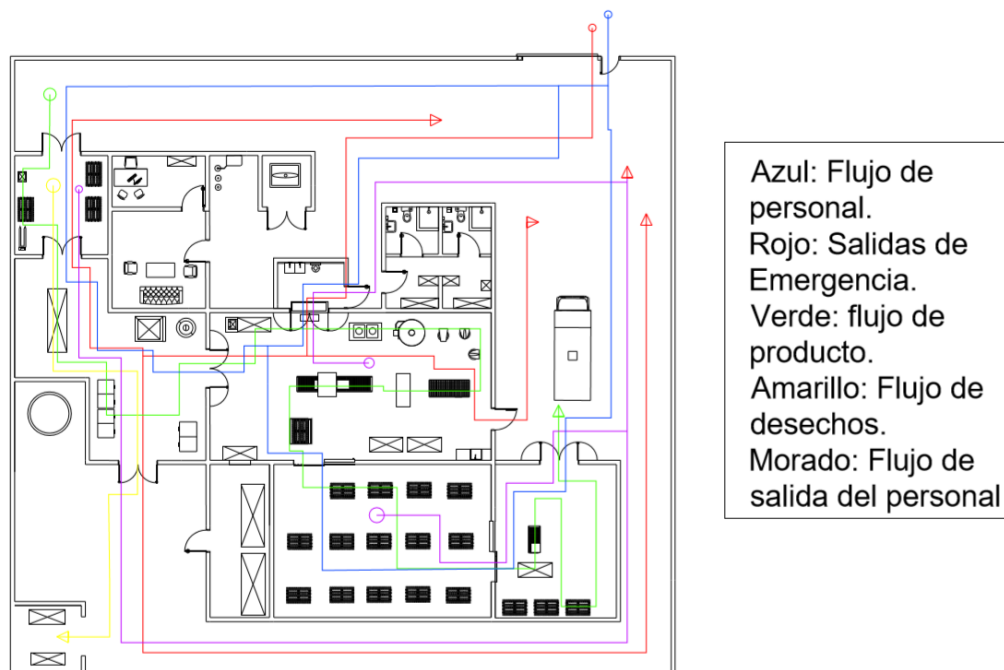 Azul: Flujo de
personal.
Rojo: Salidas de
Emergencia.
Verde: flujo de
producto.
Amarillo: Flujo de
desechos.
Morado: Flujo de
salida del personal